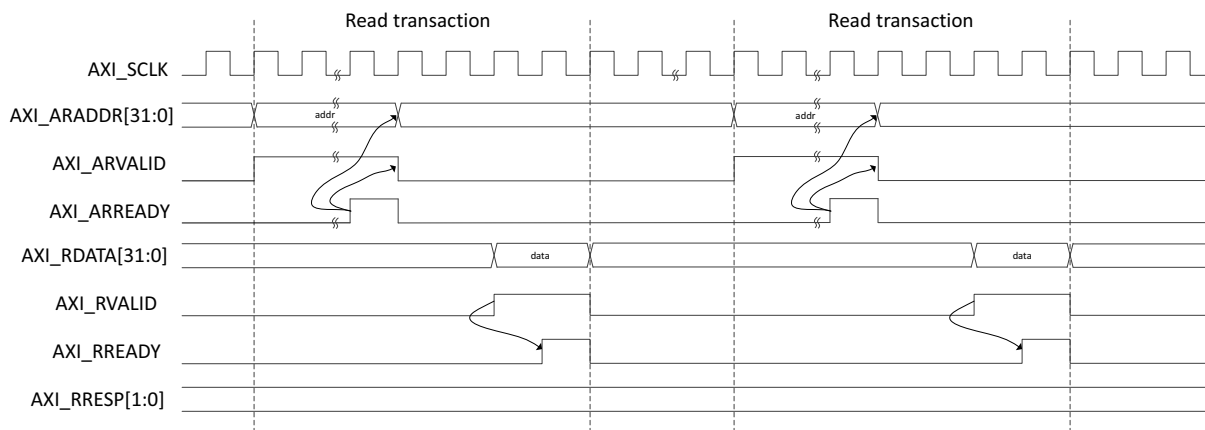 Read transaction Read transaction
AXI_SCLK
AXI_ARADDR[31:0] addr addr
AXI_ARVALID
AXI_ARREADY
AXI_RDATA[31:0] data data
AXI_RVALID
AXI_RREADY
AXI_RRESP[1:0]